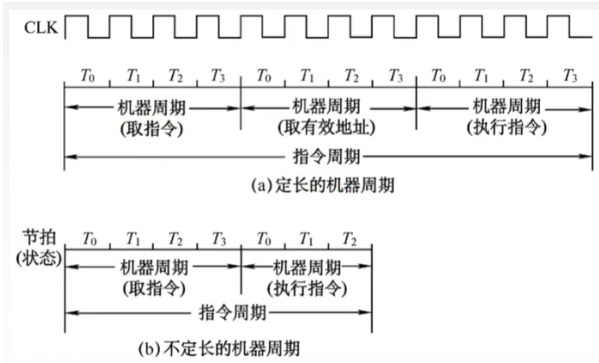 CLK
T0 T1 T2 T3 T0 T1 T2 T3 T0 T1 T2 T3
机器周期 机器周期 机器周期
(取指令) (取有效地址) (执行指令)
指令周期
(a)定长的机器周期
节拍 T0 T1 T2 T3 T0 T1 T2
(状态)
机器周期 机器周期
(取指令) (执行指令)
指令周期
(b)不定长的机器周期